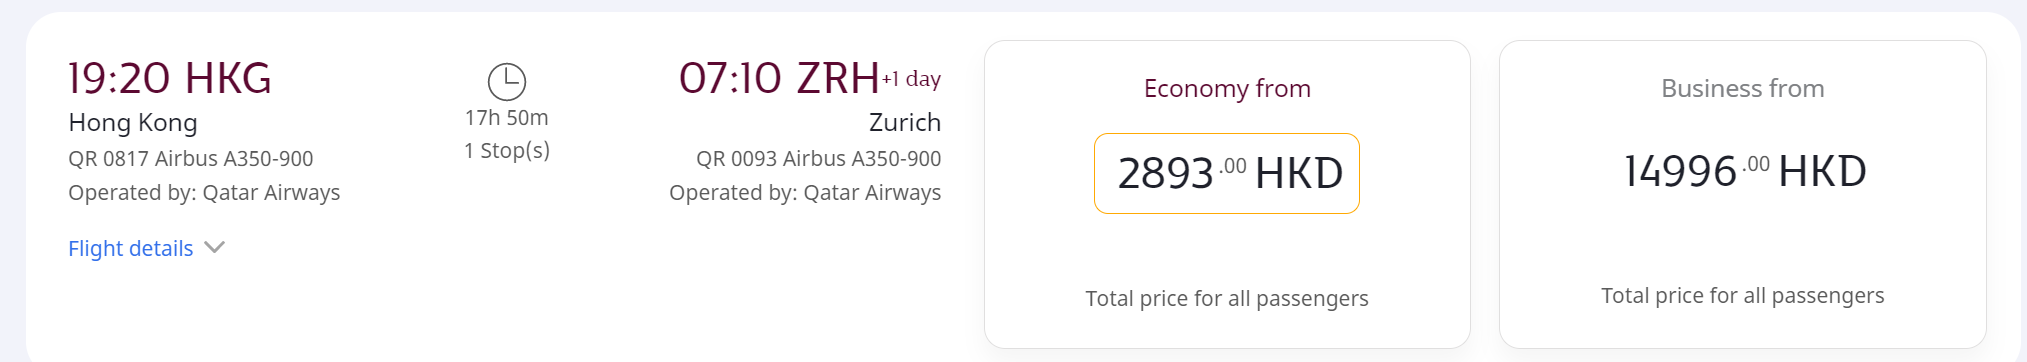 19:20 HKG
Hong Kong
QR 0817 Airbus A350-900
Operated by: Qatar Airways
Flight details
17h 50m
1 Stop(s)
07:10 ZRH+1 day
Zurich
QR 0093 Airbus A350-900
Operated by: Qatar Airways
Economy from
2893.00 HKD
Total price for all passengers
Business from
14996.00 HKD
Total price for all passengers